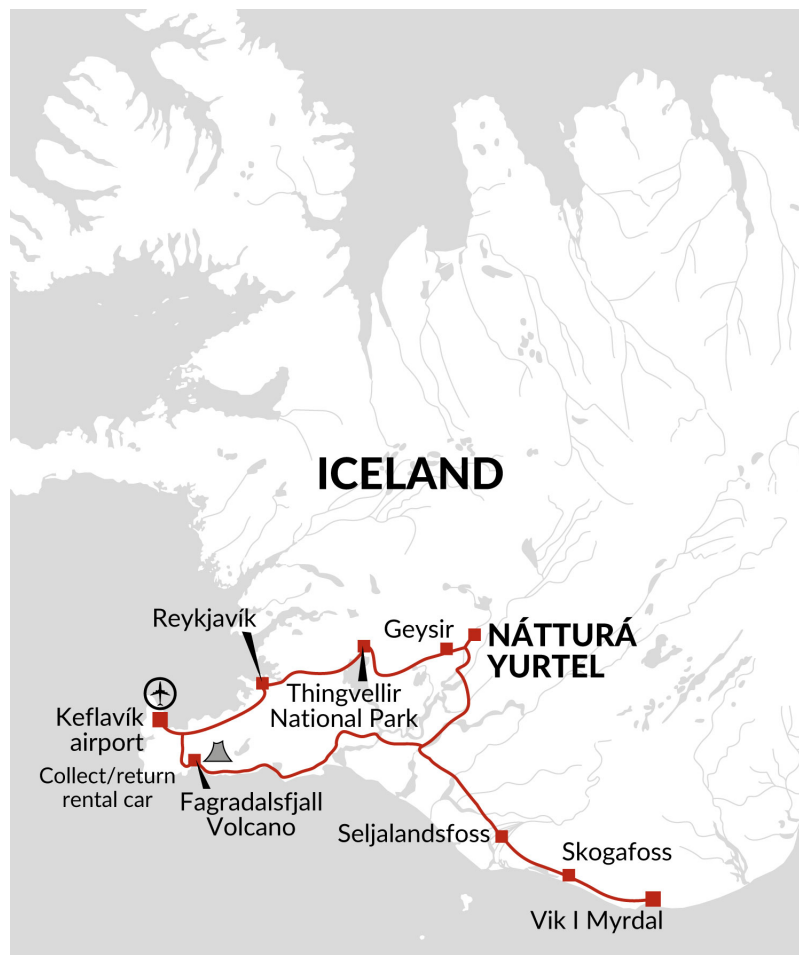 ICELAND
Reykjavík
Geysir
NÁTTURÁ
YURTEL
Thingvellir
National Park
Keflavík
airport
Collect/return
rental car
Fagradalsfjall
Volcano
Seljalandsfoss
Skogafoss
Vik I Myrdal